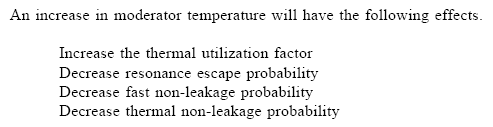 An increase in moderator temperature will have the following effects.
Increase the thermal utilization factor
Decrease resonance escape probability
Decrease fast non-leakage probability
Decrease thermal non-leakage probability